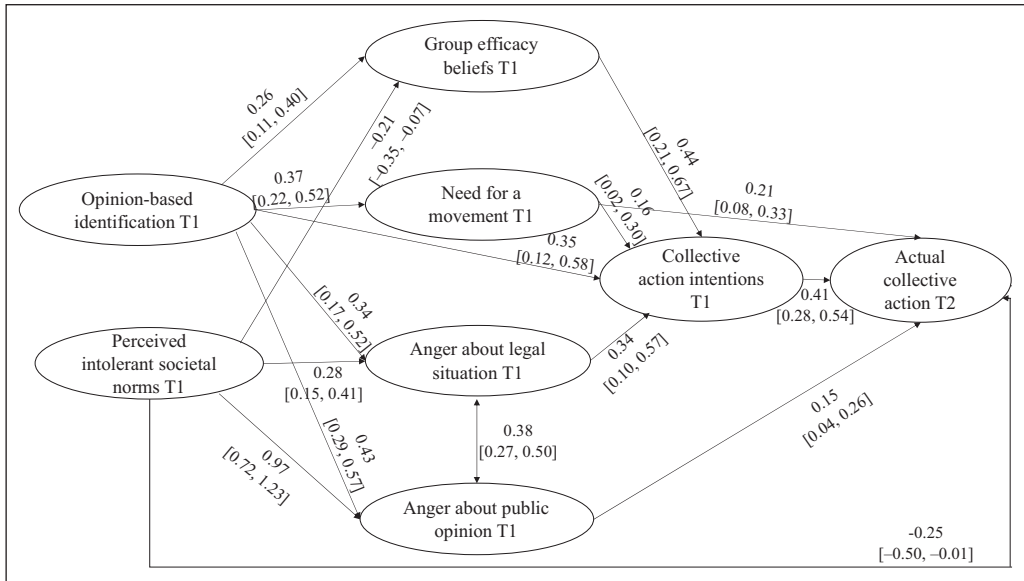 Group efficacy
beliefs T1
0.26
[0.11, 0.40]
–0.21
[–0.35, –0.07]
0.44
[0.21, 0.67]
Opinion-based
identification T1
0.37
[0.22, 0.52]
Need for a
movement T1
0.16
[0.02, 0.30]
0.21
[0.08, 0.33]
0.35
[0.12, 0.58]
Collective
action intentions
T1
0.41
[0.28, 0.54]
Actual
collective
action T2
0.34
[0.17, 0.52]
Perceived
intolerant societal
norms T1
0.28
[0.15, 0.41]
Anger about legal
situation T1
0.34
[0.10, 0.57]
0.43
[0.29, 0.57]
0.97
[0.72, 1.23]
0.38
[0.27, 0.50]
0.15
[0.04, 0.26]
Anger about public
opinion T1
-0.25
[–0.50, –0.01]